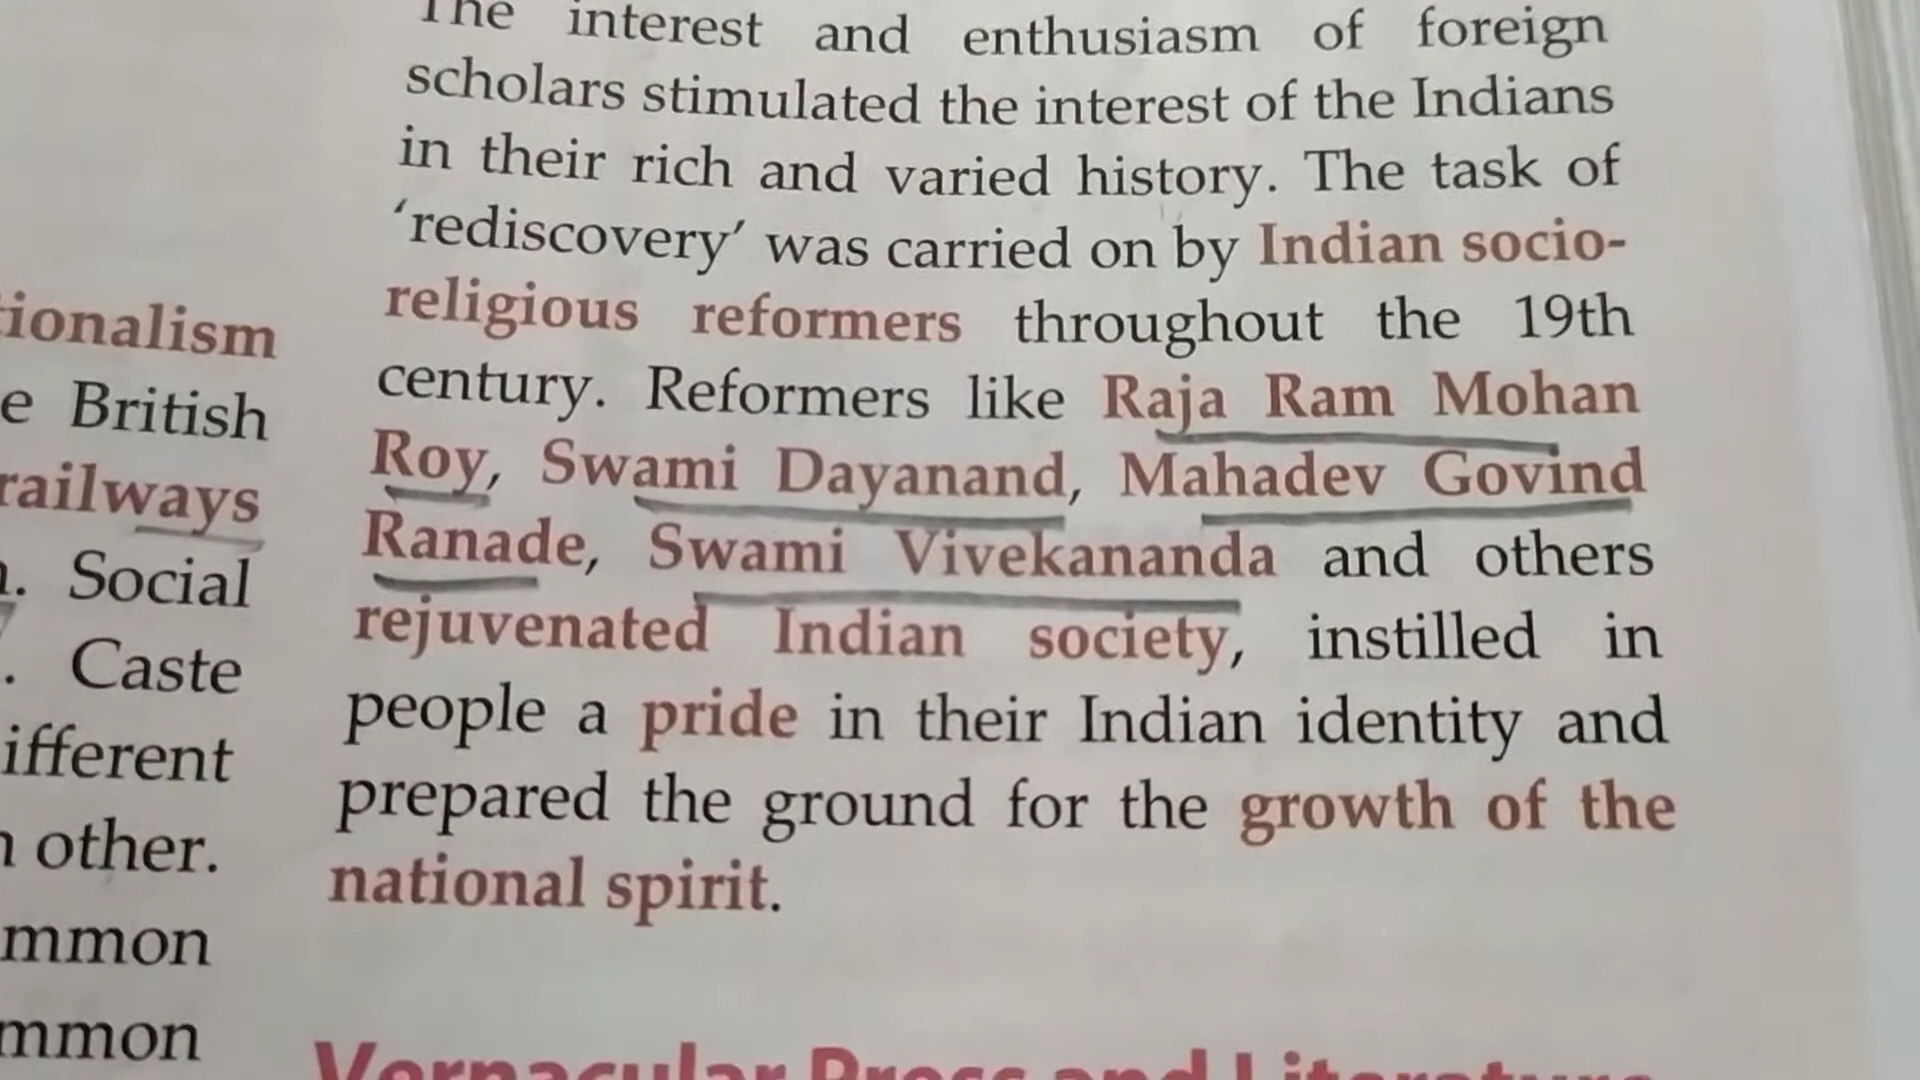 tionalism
e British
railways
. Social
. Caste
ifferent
other.
mmon
mmon
The interest and enthusiasm of foreign
scholars stimulated the interest of the Indians
in their rich and varied history. The task of
‘rediscovery’ was carried on by Indian socio-
religious reformers throughout the 19th
century. Reformers like Raja Ram Mohan
Roy, Swami Dayanand, Mahadev Govind
Ranade, Swami Vivekananda and others
rejuvenated Indian society, instilled in
people a pride in their Indian identity and
prepared the ground for the growth of the
national spirit.
Vernacular Press and Literature